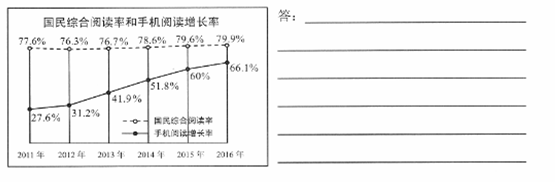 国民综合阅读率和手机阅读增长率
77.6% 76.3% 76.7% 78.6% 79.6% 79.9%
27.6% 31.2% 41.9% 51.8% 60% 66.1%
国民综合阅读率
手机阅读增长率
2011年 2012年 2013年 2014年 2015年 2016年
答: